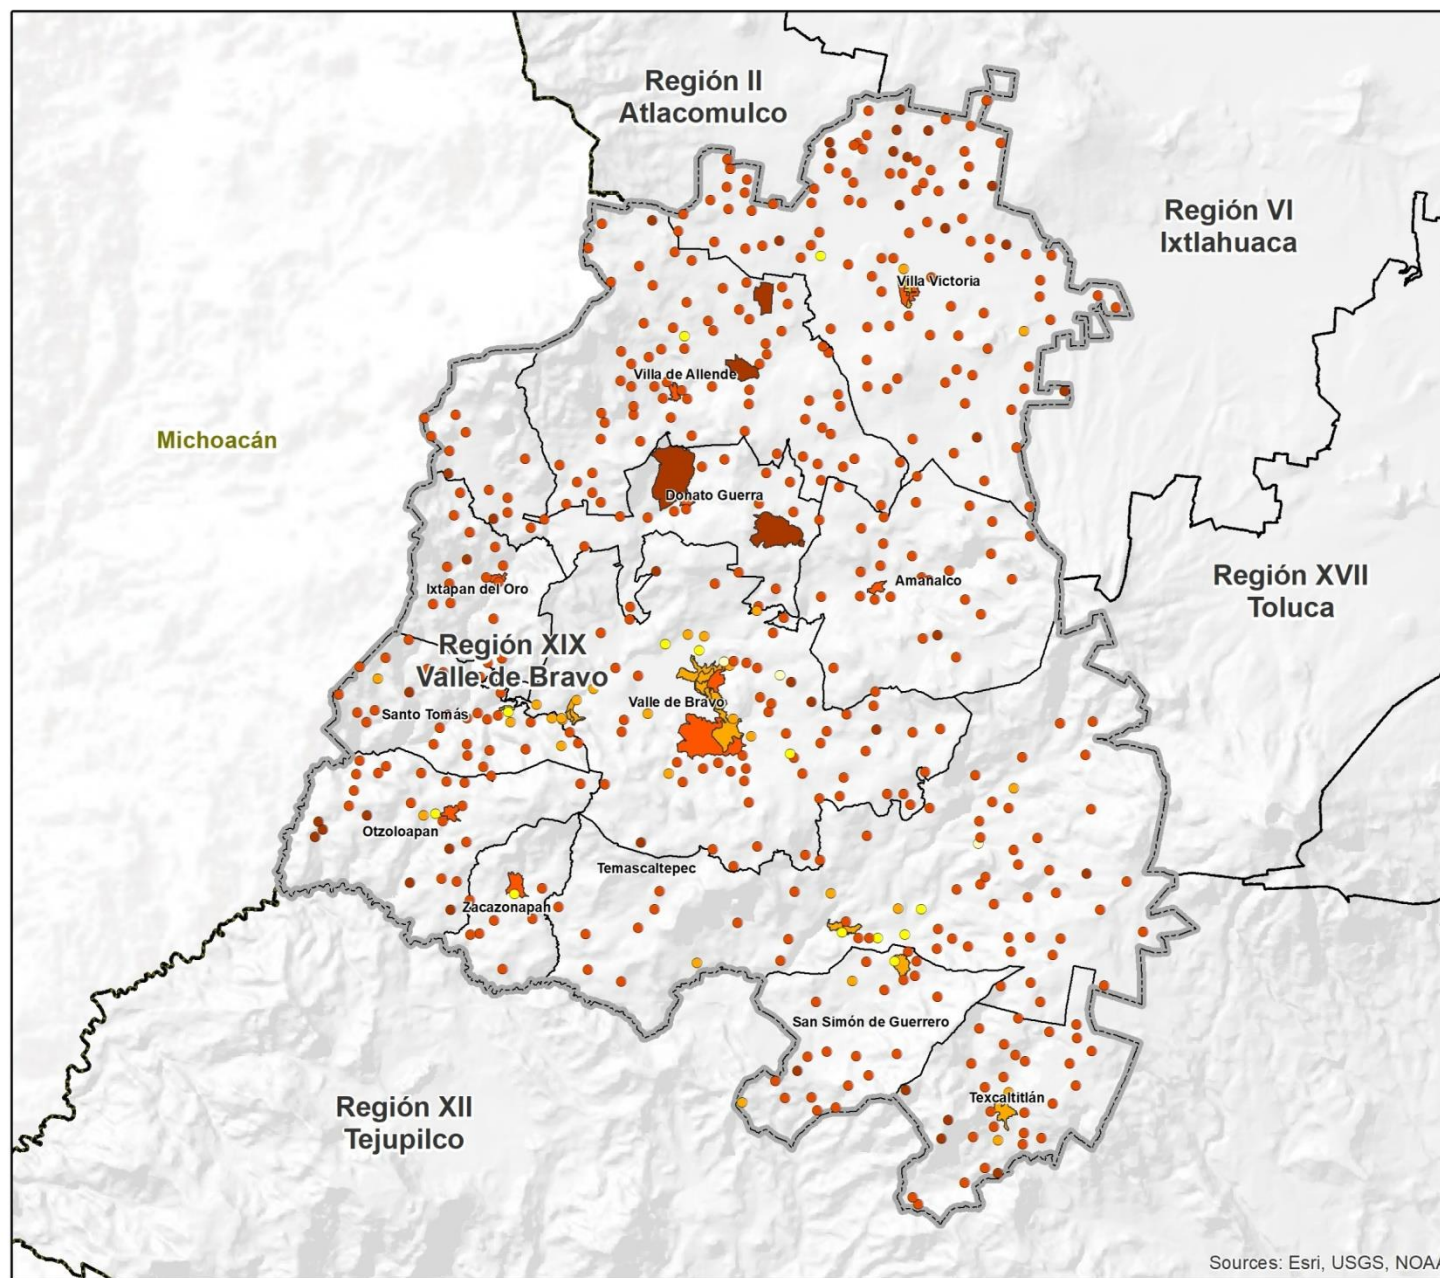 Región II
Atlacomulco
Región VI
Ixtlahuaca
Villa Victoria
Villa de Allende
Michoacán
Donato Guerra
Ixtapan del Oro
Amanalco
Región XVII
Toluca
Región XIX
Valle de Bravo
Santo Tomás
Valle de Bravo
Otzoloapan
Temascaltepec
Zacazonapan
San Simón de Guerrero
Texcaltitlán
Región XII
Tejupilco
Sources: Esri, USGS, NOAA